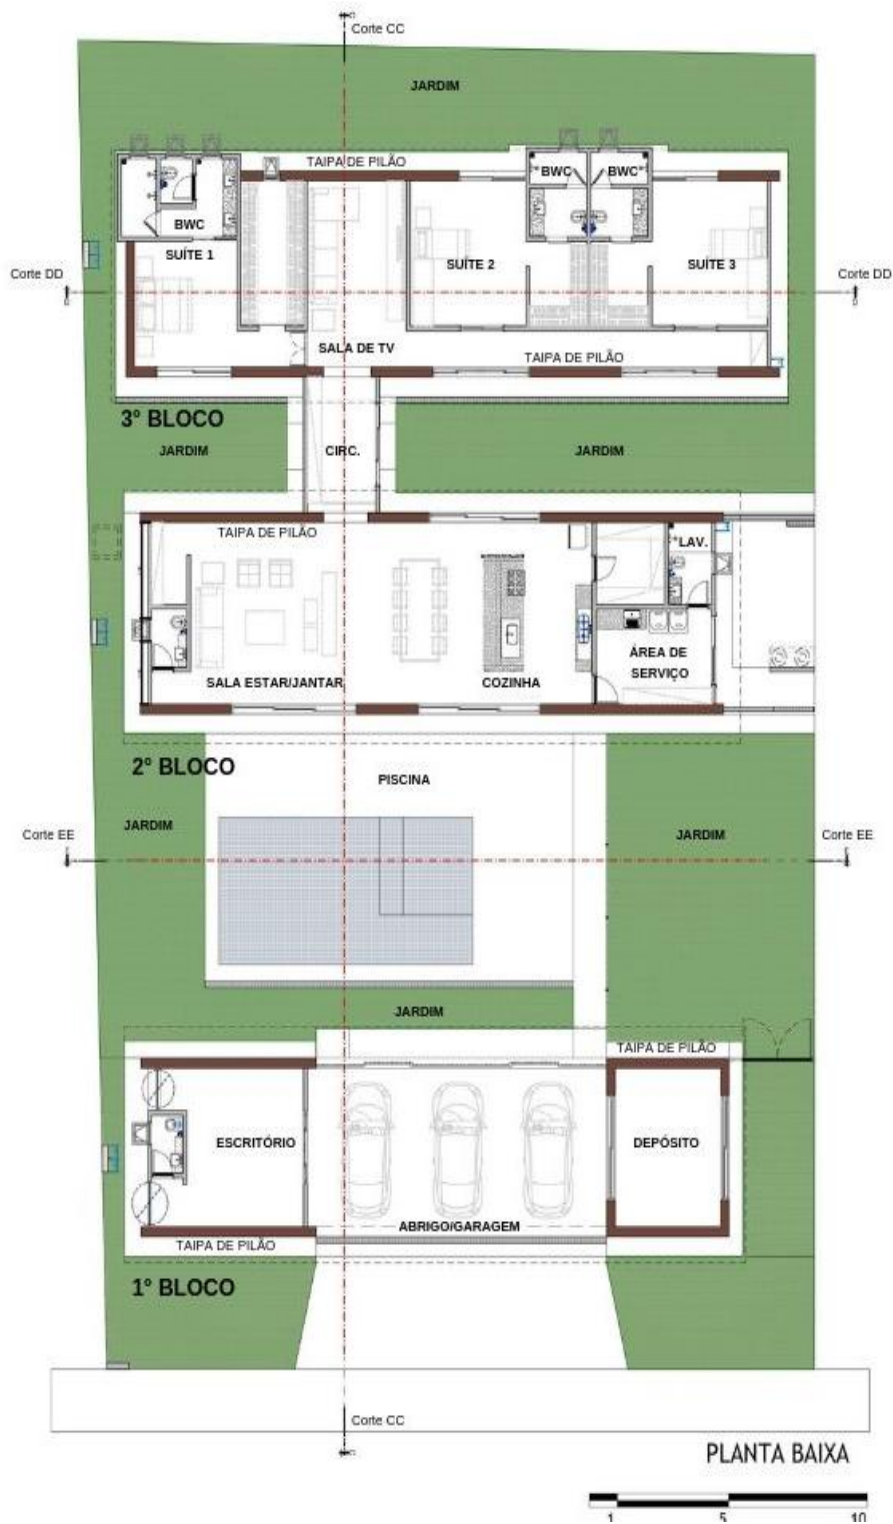 Corte CC
JARDIM
TAIPA DE PILÃO
BWC
BWC
BWC
SUÍTE 1
SUÍTE 2
SUÍTE 3
Corte DD
Corte DD
SALA DE TV
TAIPA DE PILÃO
3º BLOCO
JARDIM
CIRC.
JARDIM
TAIPA DE PILÃO
LAV.
ÁREA DE
SERVIÇO
SALA ESTAR/JANTAR
COZINHA
2º BLOCO
PISCINA
JARDIM
Corte EE
JARDIM
Corte EE
JARDIM
TAIPA DE PILÃO
ESCRITÓRIO
DEPÓSITO
ABRIGO/GARAGEM
TAIPA DE PILÃO
1º BLOCO
Corte CC
PLANTA BAIXA
1 5 10